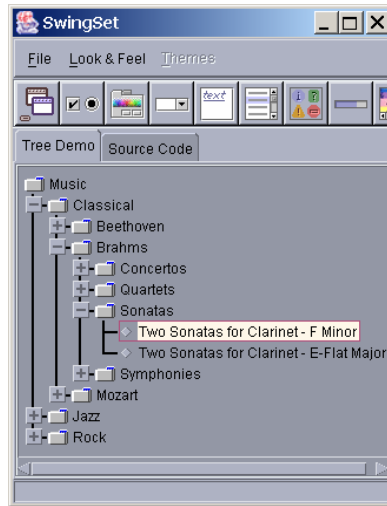 SwingSet
File Look & Feel Themes
text
Tree Demo Source Code
Music
Classical
Beethoven
Brahms
Concertos
Quartets
Sonatas
Two Sonatas for Clarinet - F Minor
Two Sonatas for Clarinet - E-Flat Major
Symphonies
Mozart
Jazz
Rock